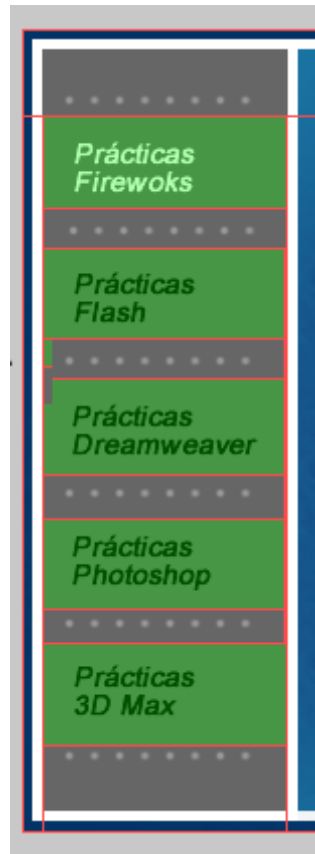 Prácticas
Firewoks
Prácticas
Flash
Prácticas
Dreamweaver
Prácticas
Photoshop
Prácticas
3D Max